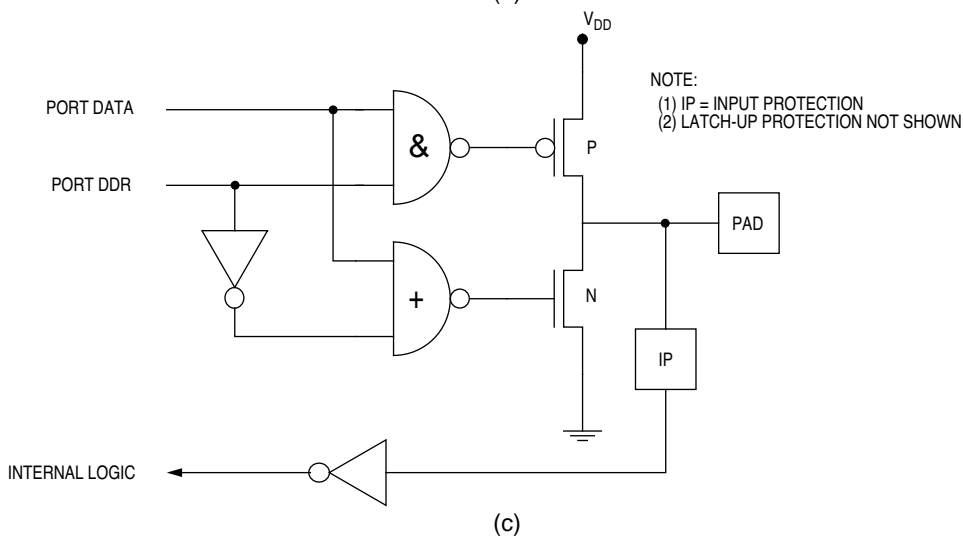 V_DD
NOTE:
(1) IP = INPUT PROTECTION
(2) LATCH-UP PROTECTION NOT SHOWN
PORT DATA
&
P
PORT DDR
PAD
+
N
IP
INTERNAL LOGIC
(c)